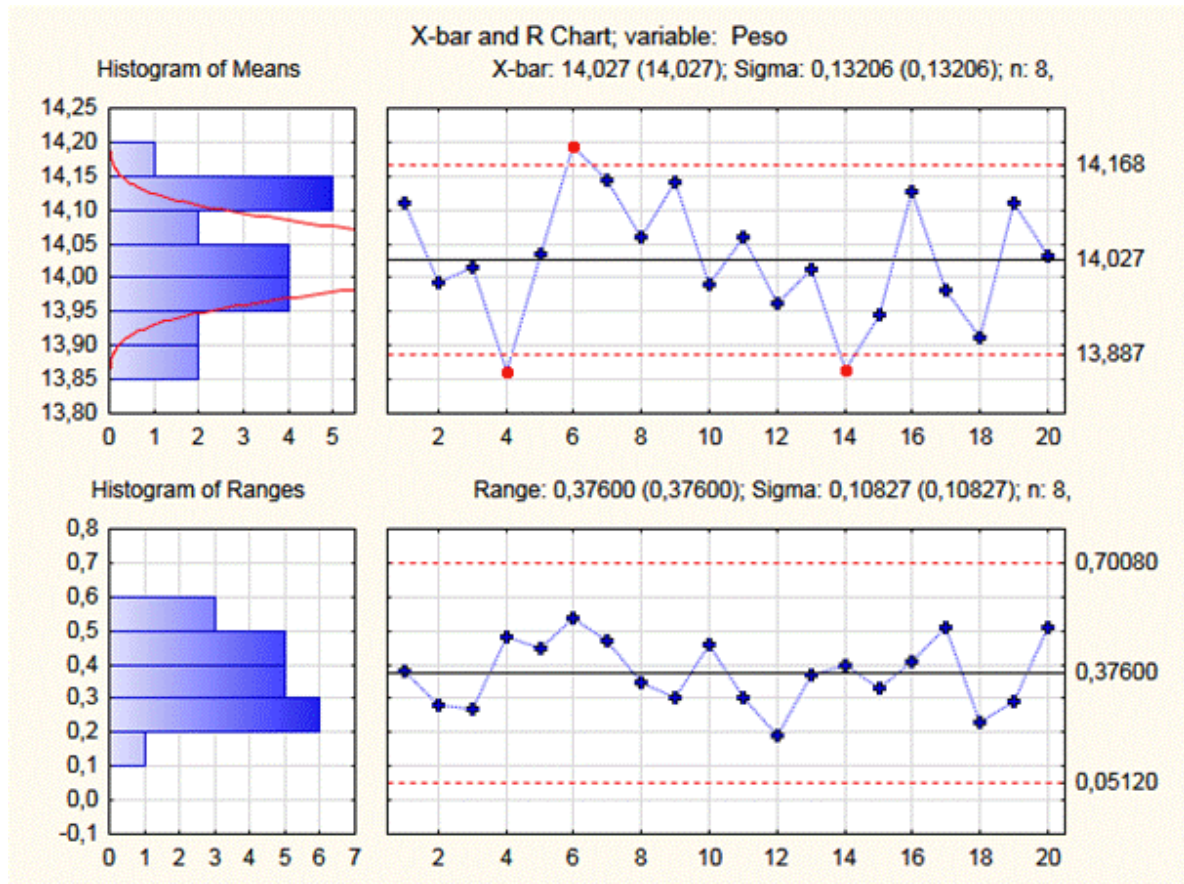 X-bar and R Chart; variable: Peso
Histogram of Means
X-bar: 14,027 (14,027); Sigma: 0,13206 (0,13206); n: 8,
14,25
14,20
14,15
14,10
14,05
14,00
13,95
13,90
13,85
13,80
0 1 2 3 4 5
14,168
14,027
13,887
2 4 6 8 10 12 14 16 18 20
Histogram of Ranges
Range: 0,37600 (0,37600); Sigma: 0,10827 (0,10827); n: 8,
0,8
0,7
0,6
0,5
0,4
0,3
0,2
0,1
0,0
-0,1
0 1 2 3 4 5 6 7
0,70080
0,37600
0,05120
2 4 6 8 10 12 14 16 18 20